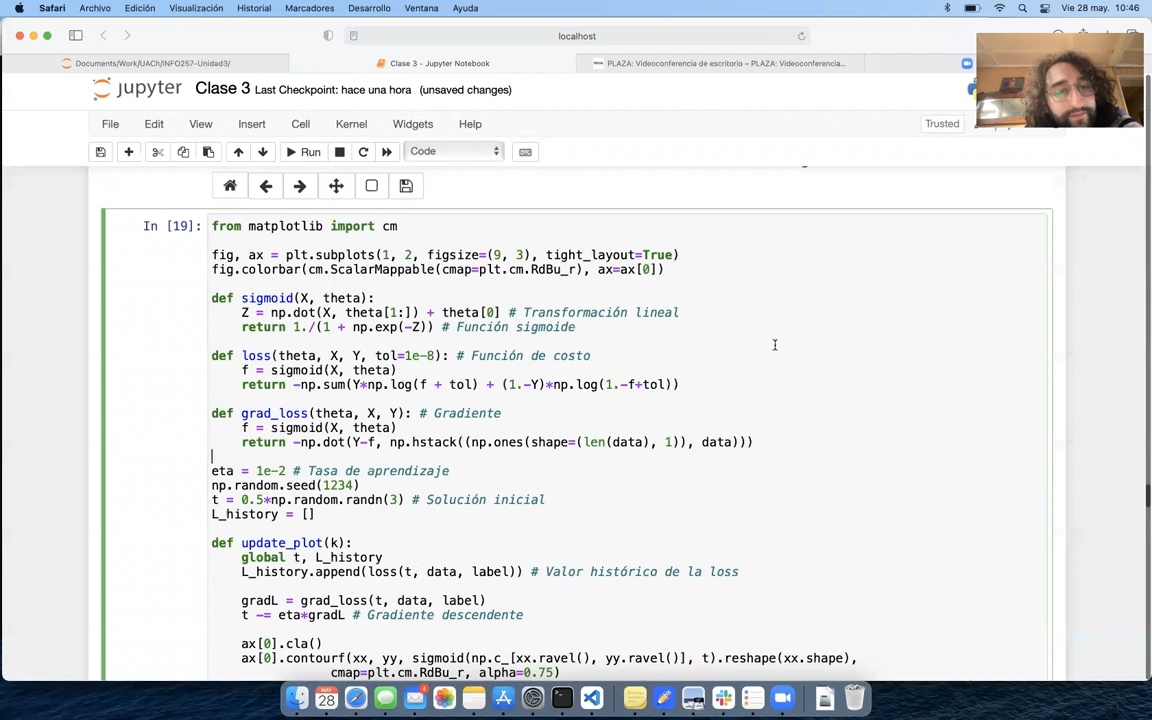 Safari Archivo Edición Visualización Historial Marcadores Desarrollo Ventana Ayuda Vie 28 may. 10:46
localhost
Documents/Work/UACh/INFO257-Unidad3/ Clase 3 - Jupyter Notebook PLAZA: Videoconferencia de escritorio – PLAZA: Videoconferencia...
jupyter Clase 3 Last Checkpoint: hace una hora (unsaved changes)
File Edit View Insert Cell Kernel Widgets Help Trusted
Run Code
In [19]: from matplotlib import cm
fig, ax = plt.subplots(1, 2, figsize=(9, 3), tight_layout=True)
fig.colorbar(cm.ScalarMappable(cmap=plt.cm.RdBu_r), ax=ax[0])
def sigmoid(X, theta):
Z = np.dot(X, theta[1:]) + theta[0] # Transformación lineal
return 1./(1 + np.exp(-Z)) # Función sigmoide
def loss(theta, X, Y, tol=1e-8): # Función de costo
f = sigmoid(X, theta)
return -np.sum(Y*np.log(f + tol) + (1.-Y)*np.log(1.-f+tol))
def grad_loss(theta, X, Y): # Gradiente
f = sigmoid(X, theta)
return -np.dot(Y-f, np.hstack((np.ones(shape=(len(data), 1)), data)))
eta = 1e-2 # Tasa de aprendizaje
np.random.seed(1234)
t = 0.5*np.random.randn(3) # Solución inicial
L_history = []
def update_plot(k):
global t, L_history
L_history.append(loss(t, data, label)) # Valor histórico de la loss
gradL = grad_loss(t, data, label)
t -= eta*gradL # Gradiente descendente
ax[0].cla()
ax[0].contourf(xx, yy, sigmoid(np.c_[xx.ravel(), yy.ravel()], t).reshape(xx.shape),
cmap=plt.cm.RdBu_r, alpha=0.75)